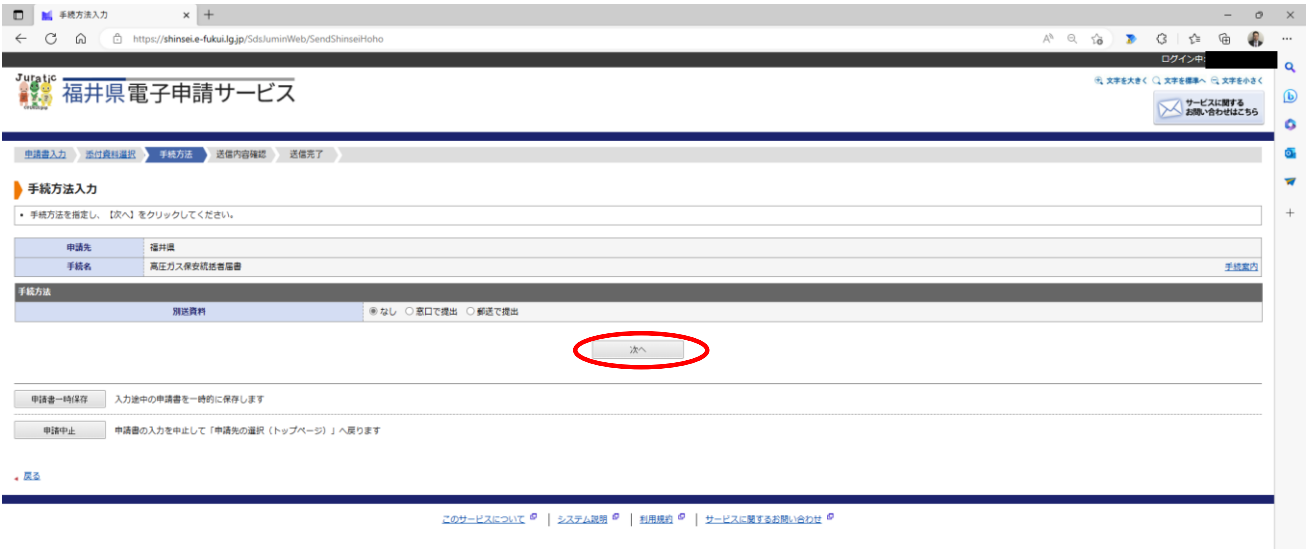 手続方法入力
https://shinsei.e-fukui.lg.jp/SdsJuminWeb/SendShinseiHoho
ログイン中:
Juratic
福井県電子申請サービス
文字を大きく 文字を標準へ 文字を小さく
サービスに関する
お問い合わせはこちら
申請書入力 添付資料選択 手続方法 送信内容確認 送信完了
手続方法入力
• 手続方法を指定し、【次へ】をクリックしてください。
申請先 福井県
手続名 高圧ガス保安統括者届書 手続案内
手続方法
別送資料 なし 窓口で提出 郵送で提出
次へ
申請書一時保存 入力途中の申請書を一時的に保存します
申請中止 申請書の入力を中止して「申請先の選択（トップページ）」へ戻ります
戻る
このサービスについて | システム説明 | 利用規約 | サービスに関するお問い合わせ